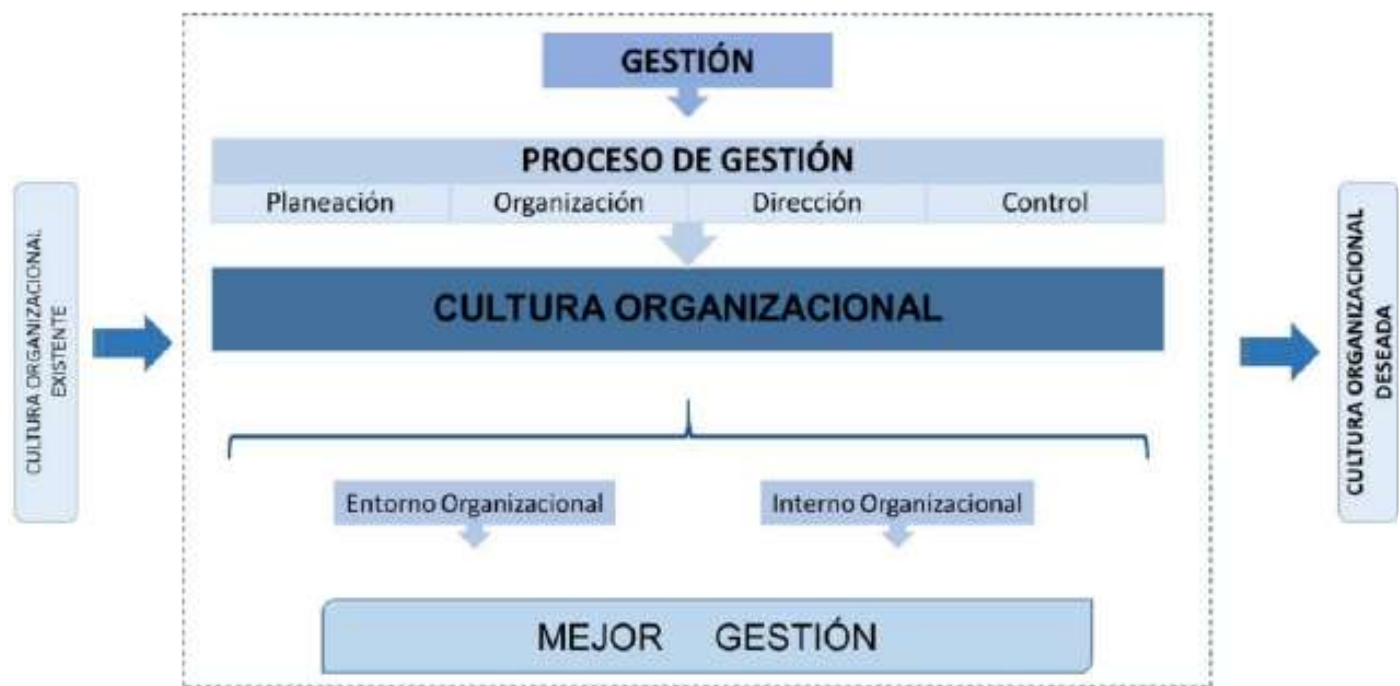 GESTIÓN
PROCESO DE GESTIÓN
Planeación
Organización
Dirección
Control
CULTURA ORGANIZACIONAL
EXISTENTE
CULTURA ORGANIZACIONAL
Entorno Organizacional
Interno Organizacional
MEJOR GESTIÓN
CULTURA ORGANIZACIONAL
DESEADA